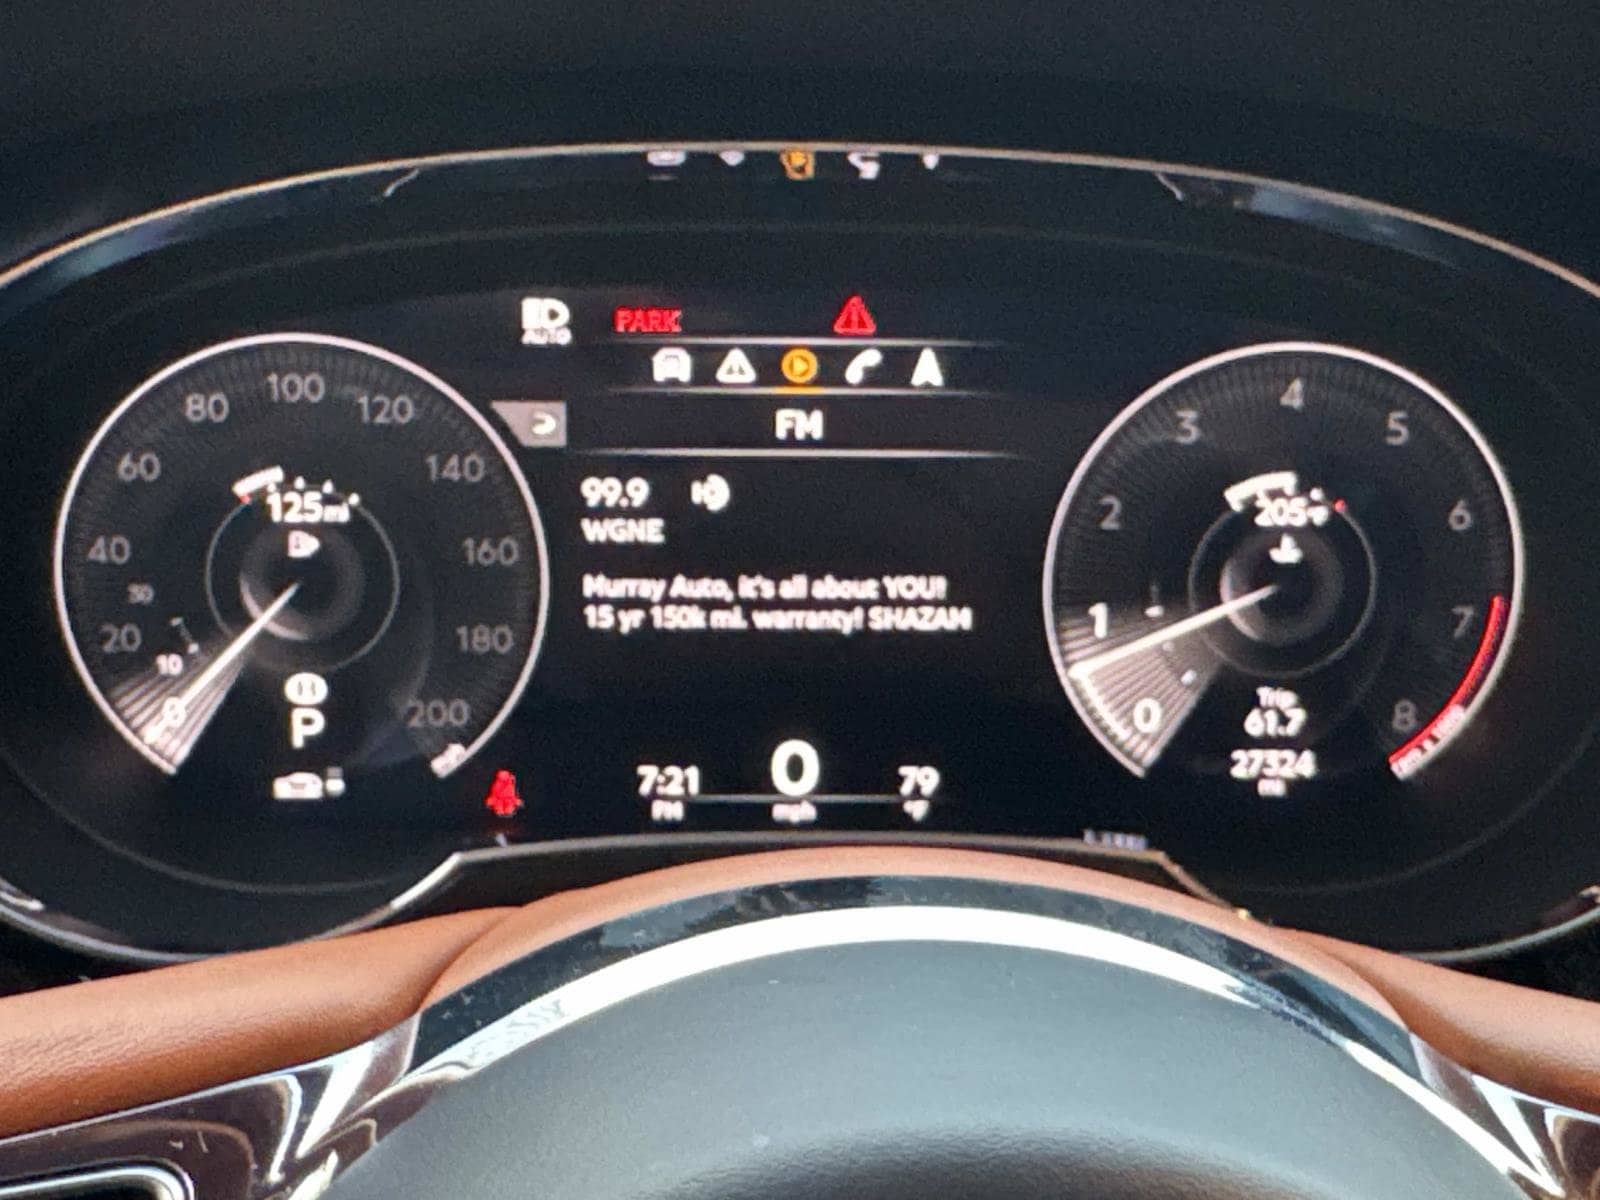 AUTO PARK
FM
99.9
WGNE
Murray Auto, it's all about YOU!
15 yr 150k mi. warranty! SHAZAM
0 10 20 30 40 60 80 100 120 140 160 180 200
mph
125mi
B
P
7:21
PM
0
mph
79
°F
0 1 2 3 4 5 6 7 8
205°F
Trip
61.7
27324
mi